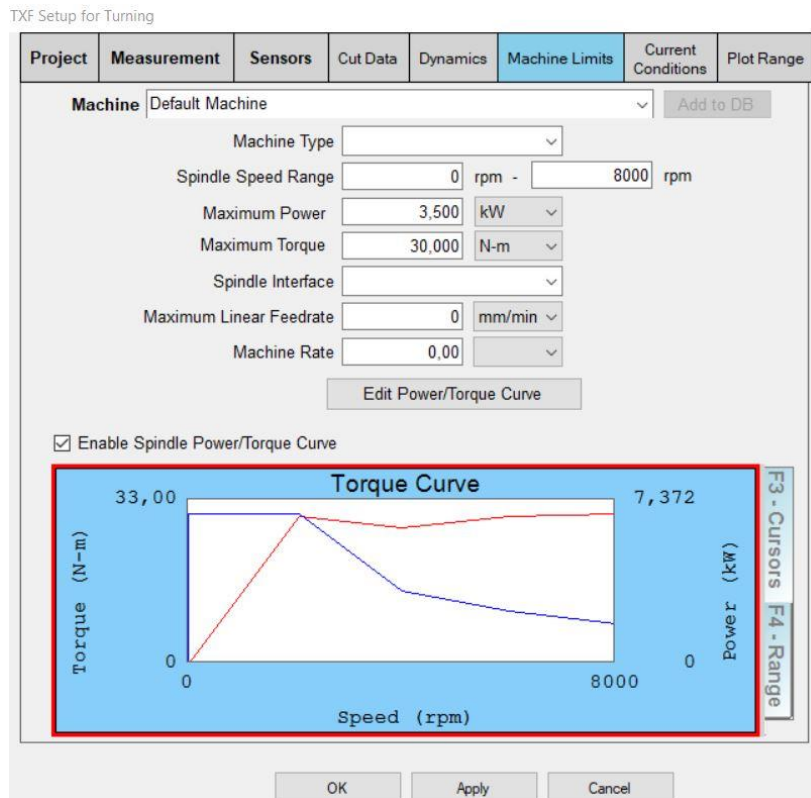 TXF Setup for Turning
Project Measurement Sensors Cut Data Dynamics Machine Limits Current Conditions Plot Range
Machine Default Machine Add to DB
Machine Type
Spindle Speed Range 0 rpm - 8000 rpm
Maximum Power 3,500 kW
Maximum Torque 30,000 N-m
Spindle Interface
Maximum Linear Feedrate 0 mm/min
Machine Rate 0,00
Edit Power/Torque Curve
Enable Spindle Power/Torque Curve
Torque Curve
33,00 7,372
Torque (N-m)
Power (kW)
0 0
0 8000
Speed (rpm)
F3 - Cursors
F4 - Range
OK Apply Cancel